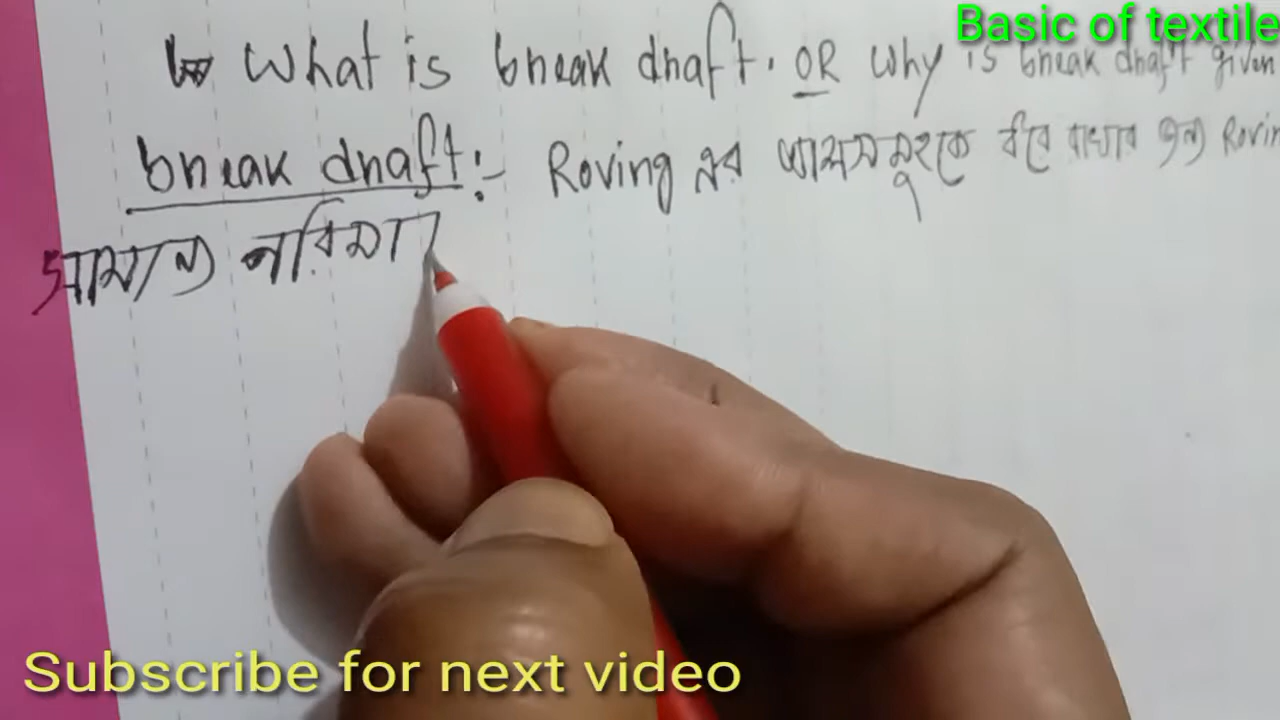 Basic of textile
What is break draft. OR Why is break draft given
break draft:- Roving এর আঁশসমূহকে ধরে রাখার জন্য Rovin
সামান্য পরিমা
Subscribe for next video